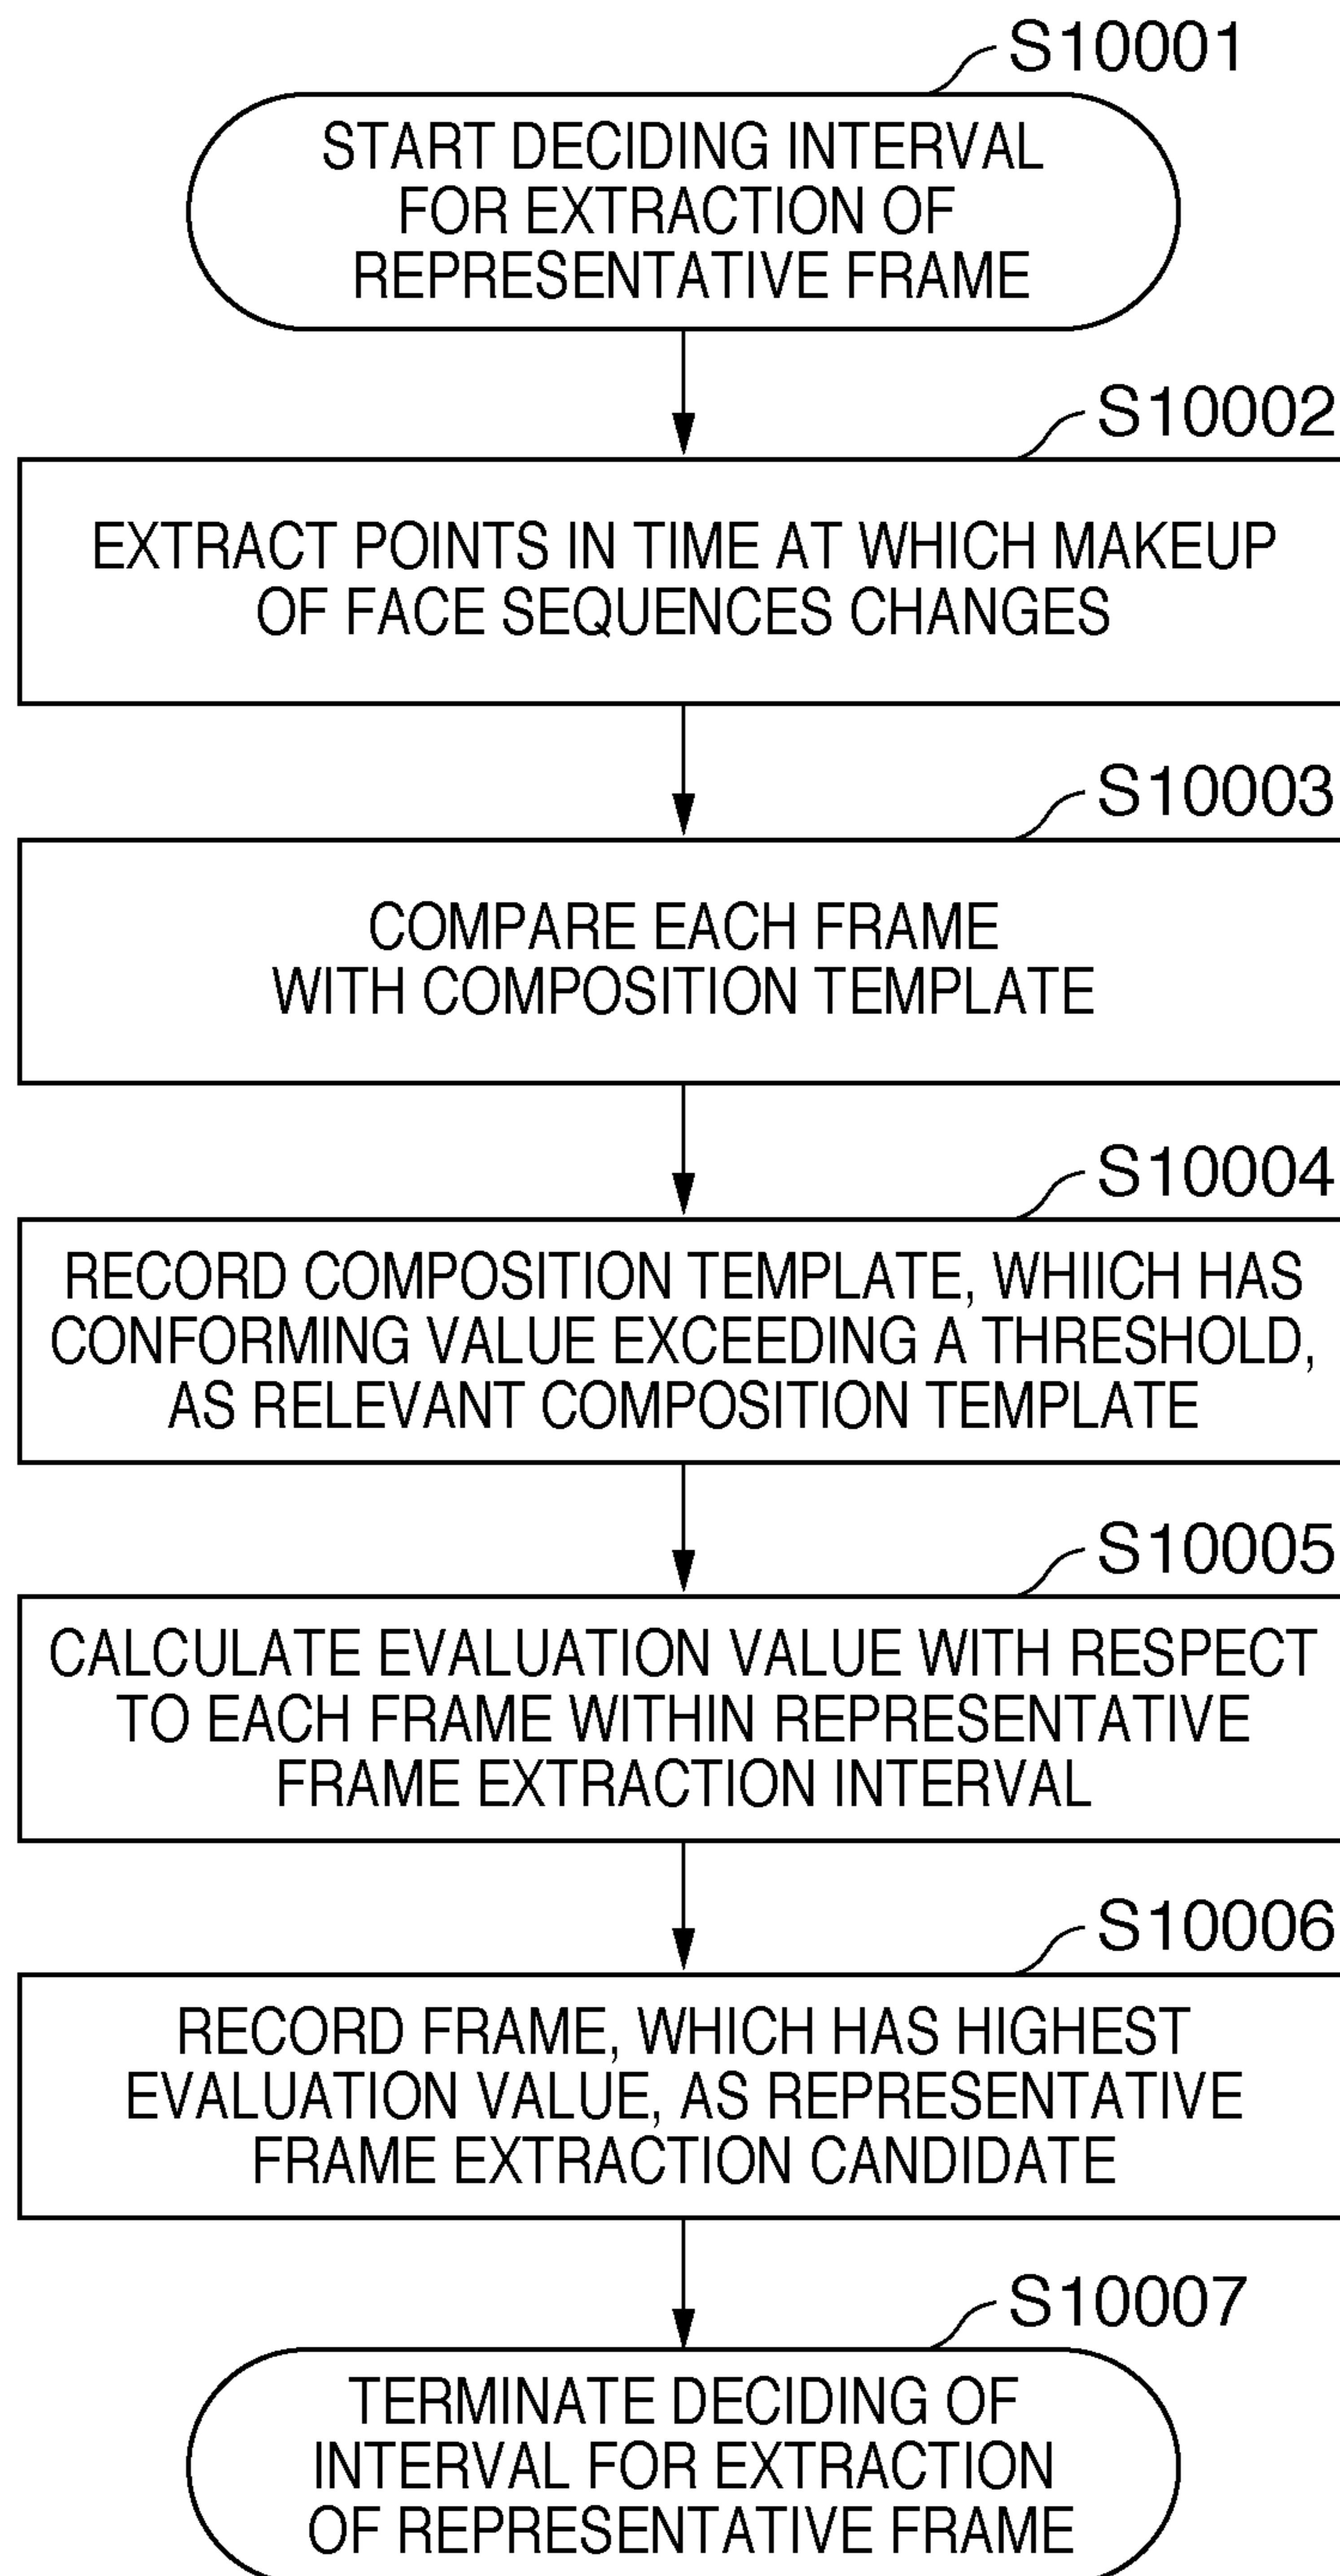 S10001
START DECIDING INTERVAL
FOR EXTRACTION OF
REPRESENTATIVE FRAME
S10002
EXTRACT POINTS IN TIME AT WHICH MAKEUP
OF FACE SEQUENCES CHANGES
S10003
COMPARE EACH FRAME
WITH COMPOSITION TEMPLATE
S10004
RECORD COMPOSITION TEMPLATE, WHIICH HAS
CONFORMING VALUE EXCEEDING A THRESHOLD,
AS RELEVANT COMPOSITION TEMPLATE
S10005
CALCULATE EVALUATION VALUE WITH RESPECT
TO EACH FRAME WITHIN REPRESENTATIVE
FRAME EXTRACTION INTERVAL
S10006
RECORD FRAME, WHICH HAS HIGHEST
EVALUATION VALUE, AS REPRESENTATIVE
FRAME EXTRACTION CANDIDATE
S10007
TERMINATE DECIDING OF
INTERVAL FOR EXTRACTION
OF REPRESENTATIVE FRAME